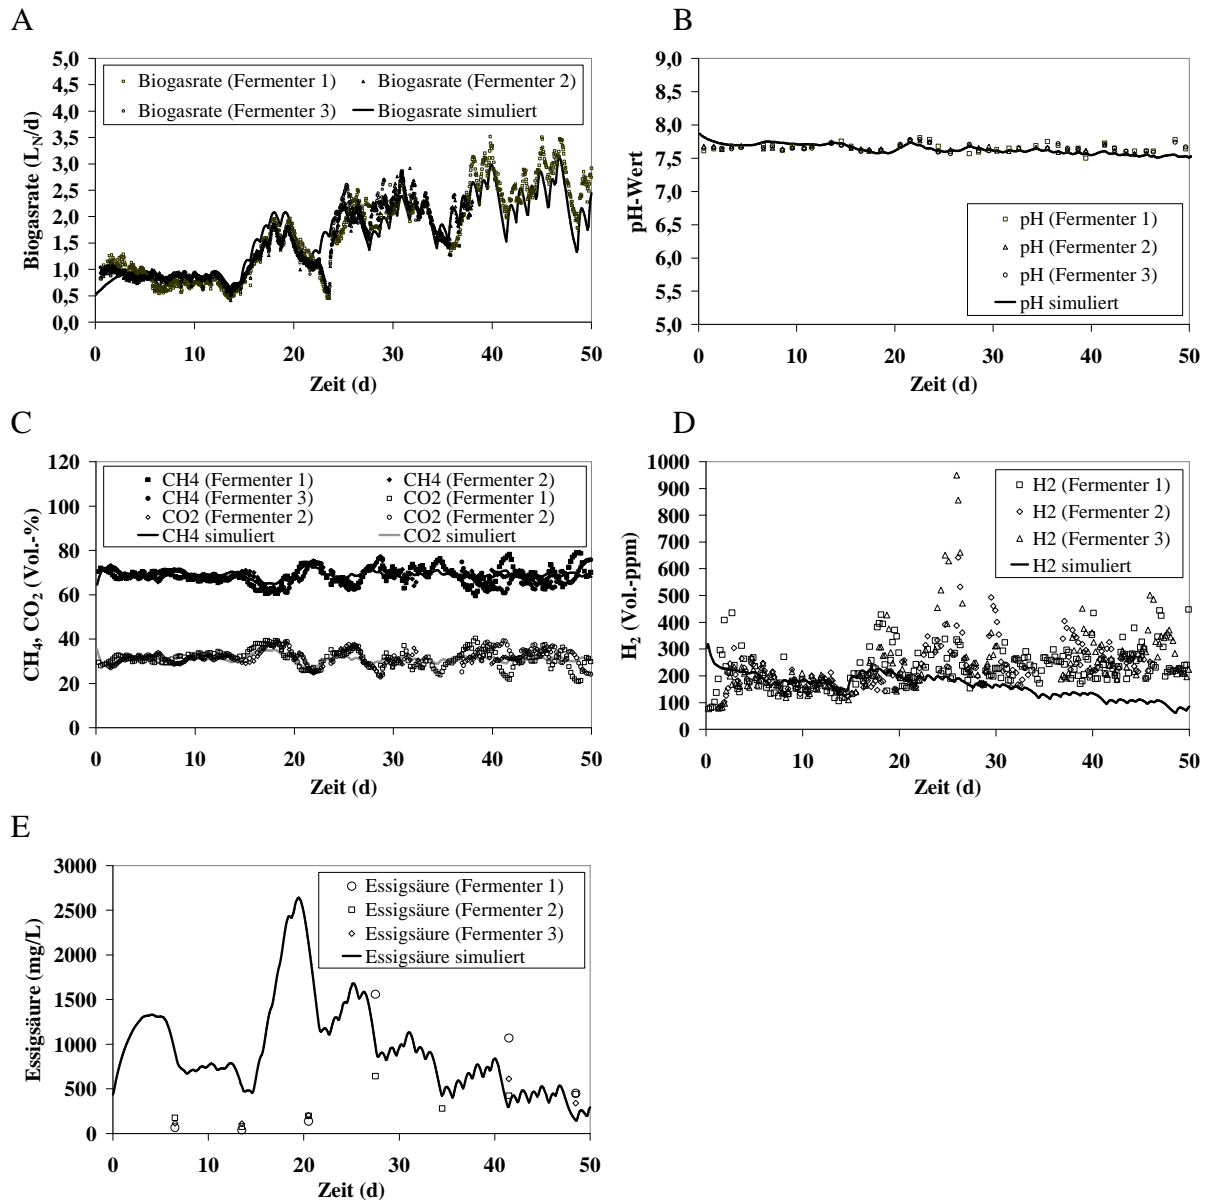 A
5,0
4,5
4,0
3,5
3,0
2,5
2,0
1,5
1,0
0,5
0,0
Biogasrate (L_N/d)
Biogasrate (Fermenter 1) Biogasrate (Fermenter 2)
Biogasrate (Fermenter 3) Biogasrate simuliert
0 10 20 30 40 50
Zeit (d)
B
9,0
8,5
8,0
7,5
7,0
6,5
6,0
5,5
5,0
pH-Wert
pH (Fermenter 1)
pH (Fermenter 2)
pH (Fermenter 3)
pH simuliert
0 10 20 30 40 50
Zeit (d)
C
120
100
80
60
40
20
0
CH4, CO2 (Vol.-%)
CH4 (Fermenter 1) CH4 (Fermenter 2)
CH4 (Fermenter 3) CO2 (Fermenter 1)
CO2 (Fermenter 2) CO2 (Fermenter 2)
CH4 simuliert CO2 simuliert
0 10 20 30 40 50
Zeit (d)
D
1000
900
800
700
600
500
400
300
200
100
0
H2 (Vol.-ppm)
H2 (Fermenter 1)
H2 (Fermenter 2)
H2 (Fermenter 3)
H2 simuliert
0 10 20 30 40 50
Zeit (d)
E
3000
2500
2000
1500
1000
500
0
Essigsäure (mg/L)
Essigsäure (Fermenter 1)
Essigsäure (Fermenter 2)
Essigsäure (Fermenter 3)
Essigsäure simuliert
0 10 20 30 40 50
Zeit (d)